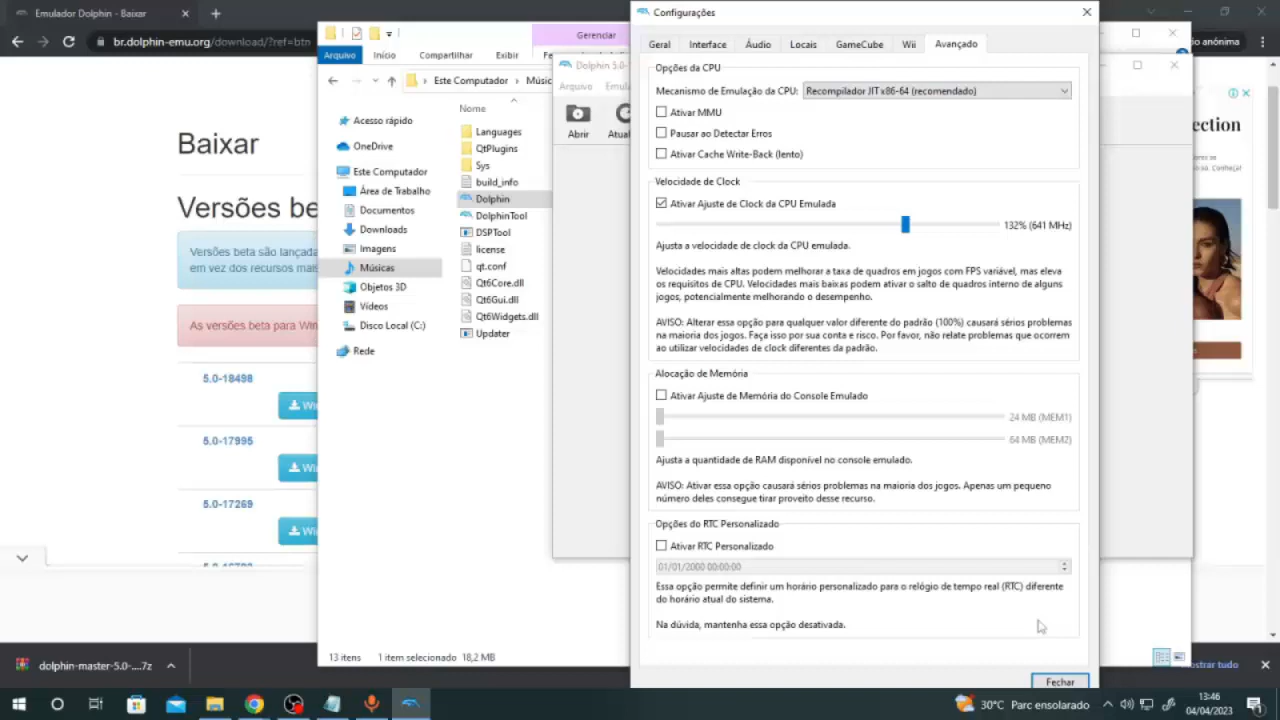 Emulador Dolphin - Baixar
br.dolphin-emu.org/download/?ref=btn
ão anônima
Baixar
Versões be
Versões beta são lançada
em vez dos recursos mais
As versões beta para Win
5.0-18498
Wi
5.0-17995
Wi
5.0-17269
Wi
ection
Gerenciar
Arquivo
Início
Compartilhar
Exibir
Este Computador
Músic
Acesso rápido
OneDrive
Este Computador
Área de Trabalho
Documentos
Downloads
Imagens
Músicas
Objetos 3D
Vídeos
Disco Local (C:)
Rede
Nome
Languages
QtPlugins
Sys
build_info
Dolphin
DolphinTool
DSPTool
license
qt.conf
Qt6Core.dll
Qt6Gui.dll
Qt6Widgets.dll
Updater
13 itens
1 item selecionado
18,2 MB
Dolphin 5.0-
Arquivo
Emula
Abrir
Atual
Configurações
Geral
Interface
Áudio
Locais
GameCube
Wii
Avançado
Opções da CPU
Mecanismo de Emulação da CPU:
Recompilador JIT x86-64 (recomendado)
Ativar MMU
Pausar ao Detectar Erros
Ativar Cache Write-Back (lento)
Velocidade de Clock
Ativar Ajuste de Clock da CPU Emulada
132% (641 MHz)
Ajusta a velocidade de clock da CPU emulada.
Velocidades mais altas podem melhorar a taxa de quadros em jogos com FPS variável, mas eleva
os requisitos de CPU. Velocidades mais baixas podem ativar o salto de quadros interno de alguns
jogos, potencialmente melhorando o desempenho.
AVISO: Alterar essa opção para qualquer valor diferente do padrão (100%) causará sérios problemas
na maioria dos jogos. Faça isso por sua conta e risco. Por favor, não relate problemas que ocorrem
ao utilizar velocidades de clock diferentes da padrão.
Alocação de Memória
Ativar Ajuste de Memória do Console Emulado
24 MB (MEM1)
64 MB (MEM2)
Ajusta a quantidade de RAM disponível no console emulado.
AVISO: Ativar essa opção causará sérios problemas na maioria dos jogos. Apenas um pequeno
número deles consegue tirar proveito desse recurso.
Opções do RTC Personalizado
Ativar RTC Personalizado
01/01/2000 00:00:00
Essa opção permite definir um horário personalizado para o relógio de tempo real (RTC) diferente
do horário atual do sistema.
Na dúvida, mantenha essa opção desativada.
Fechar
dolphin-master-5.0-....7z
Mostrar tudo
30°C Parc ensolarado
13:46
04/04/2023